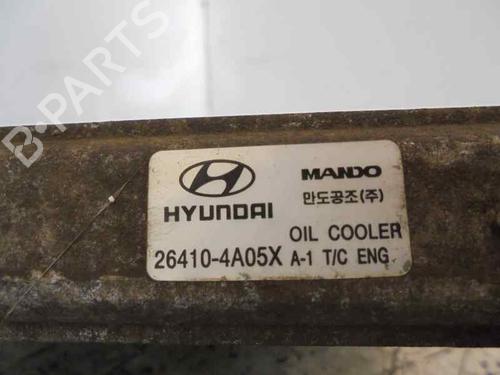 B-PARTS
HYUNDAI
MANDO
만도공조(주)
OIL COOLER
26410-4A05X A-1 T/C ENG